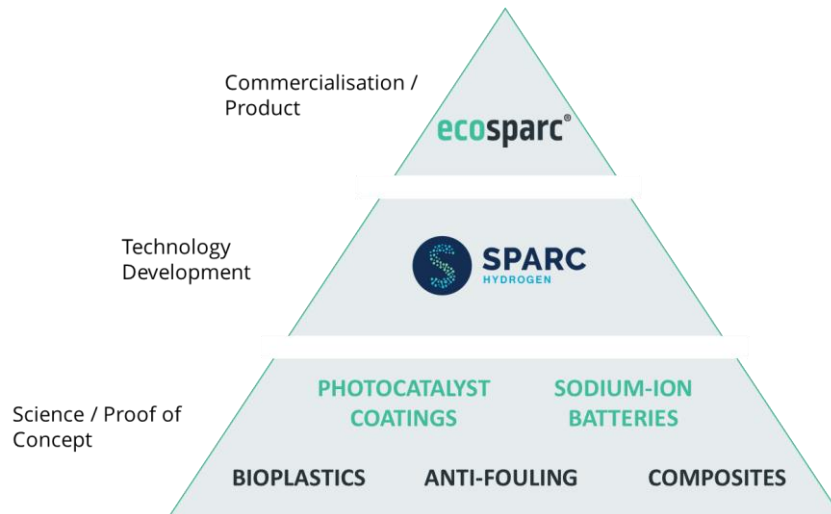 Commercialisation /
Product
ecosparc®
Technology
Development
SPARC
HYDROGEN
Science / Proof of
Concept
PHOTOCATALYST
COATINGS
SODIUM-ION
BATTERIES
BIOPLASTICS
ANTI-FOULING
COMPOSITES